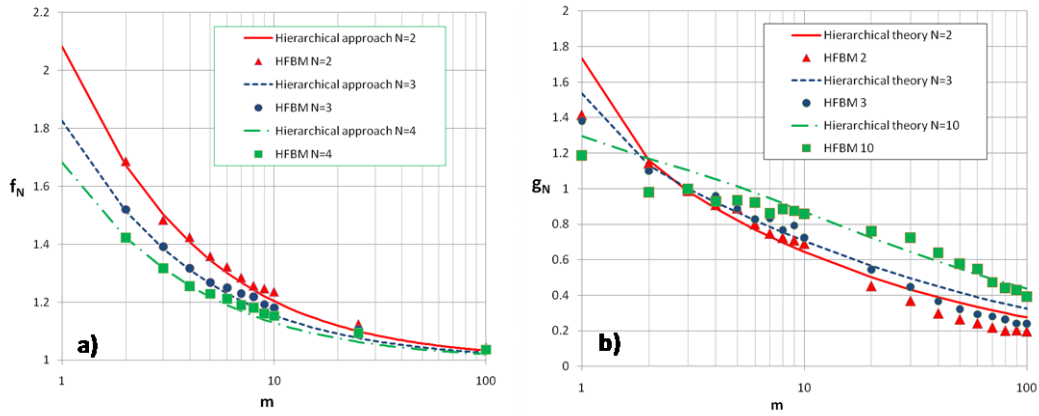 2.2
2
1.8
1.6
1.4
1.2
1
f_N
1
10
100
m
a)
Hierarchical approach N=2
HFBM N=2
Hierarchical approach N=3
HFBM N=3
Hierarchical approach N=4
HFBM N=4
2
1.8
1.6
1.4
1.2
1
0.8
0.6
0.4
0.2
0
g_N
1
10
100
m
b)
Hierarchical theory N=2
HFBM 2
Hierarchical theory N=3
HFBM 3
Hierarchical theory N=10
HFBM 10